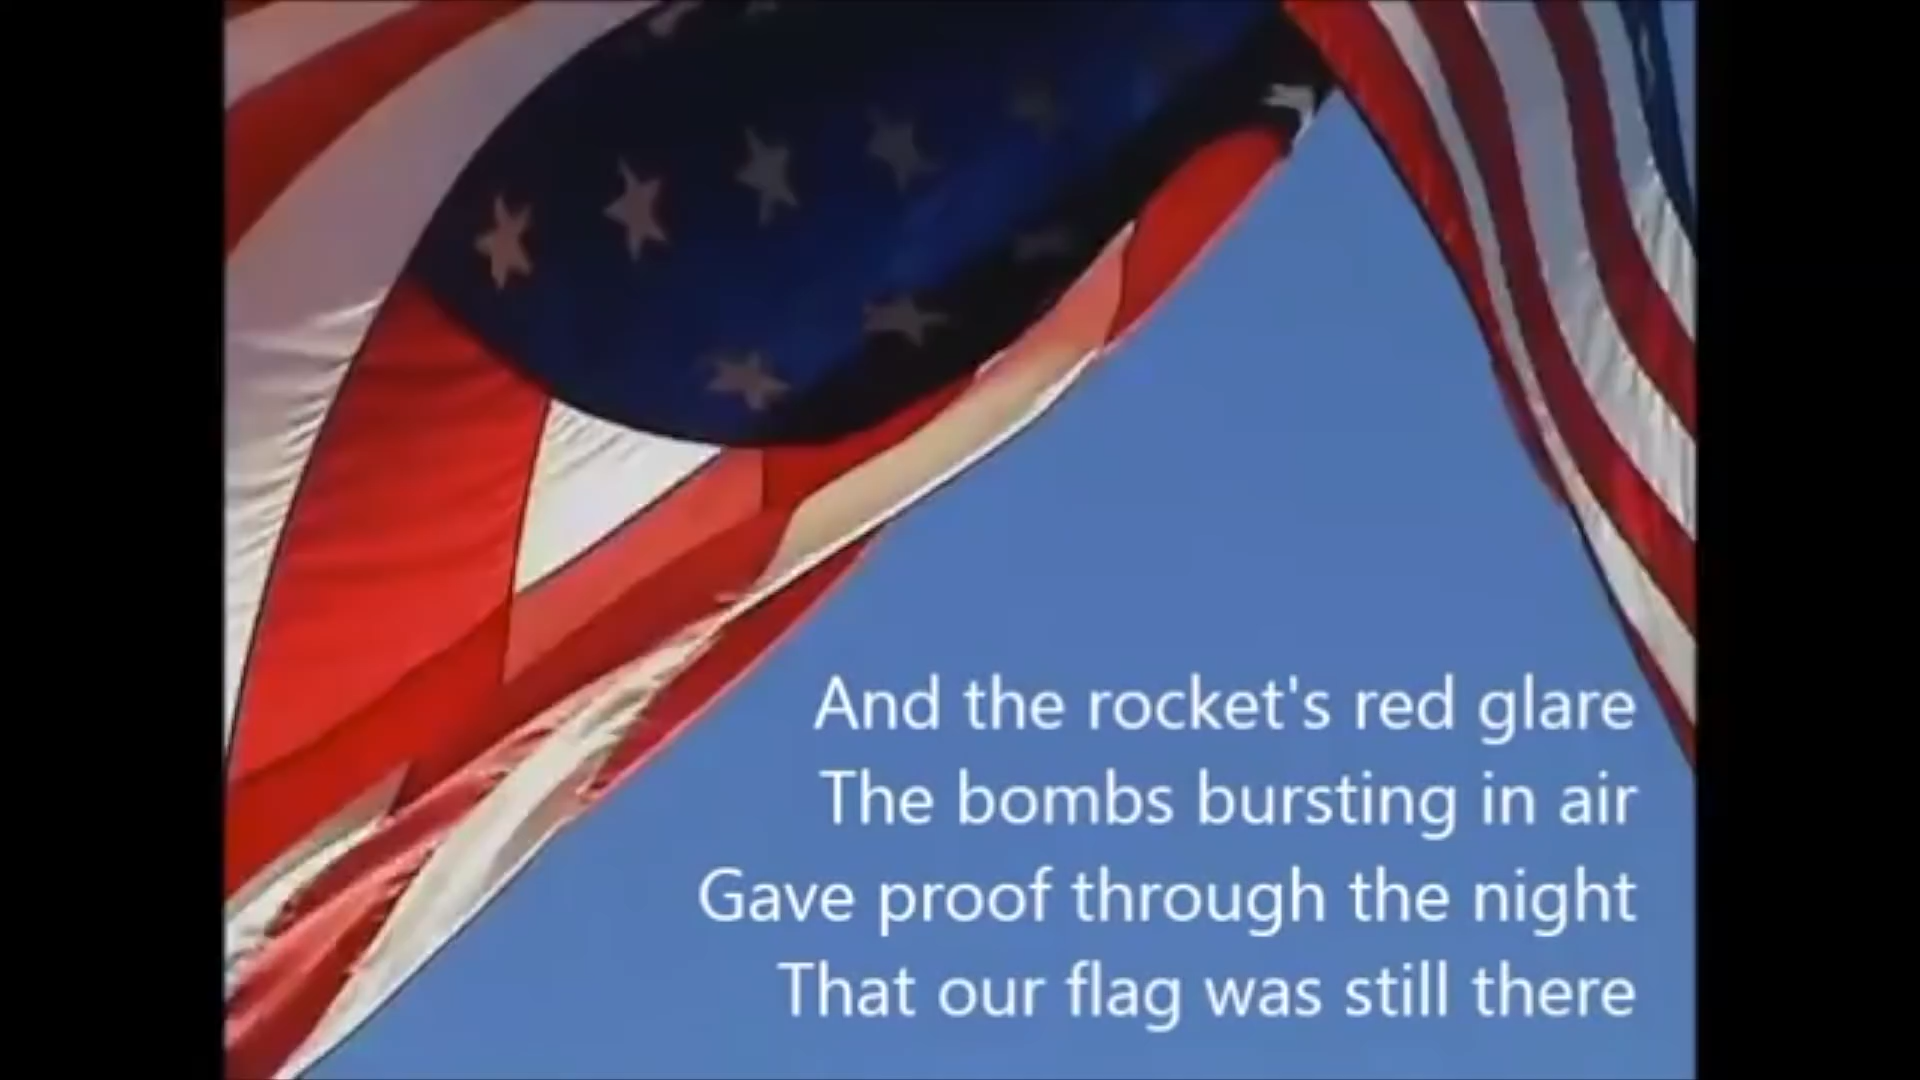 And the rocket's red glare
The bombs bursting in air
Gave proof through the night
That our flag was still there